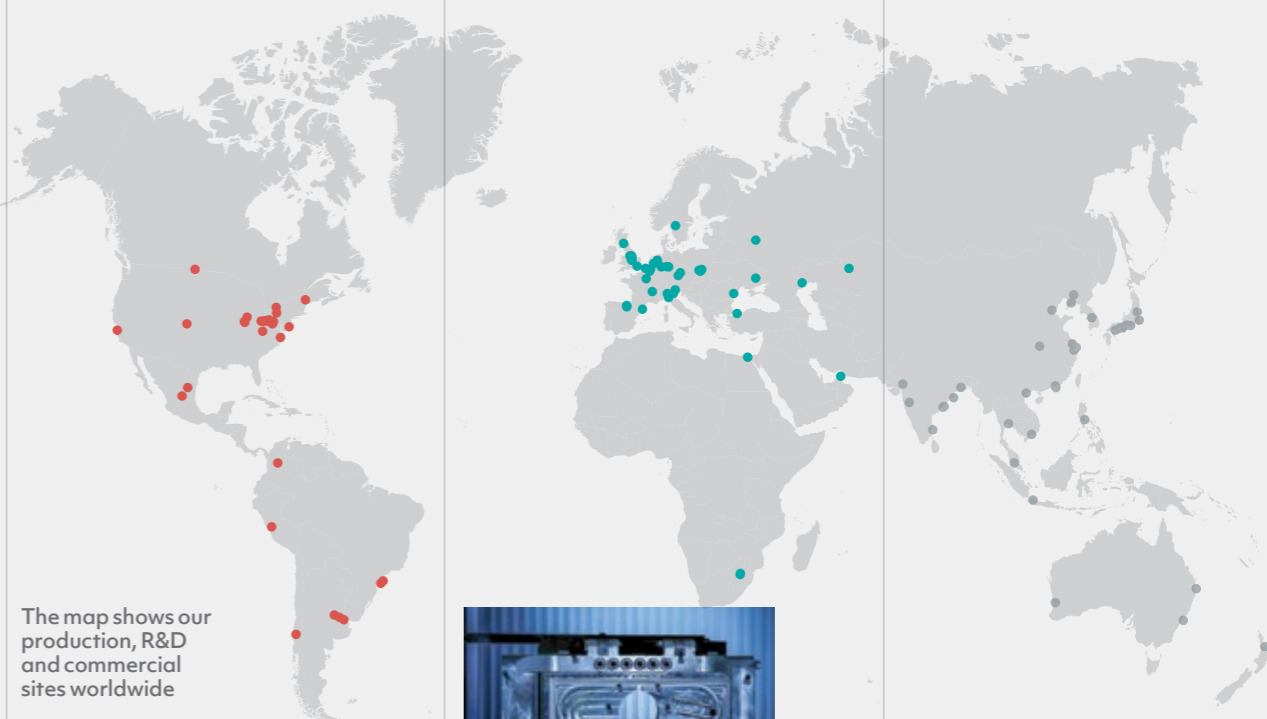 The map shows our
production, R&D
and commercial
sites worldwide